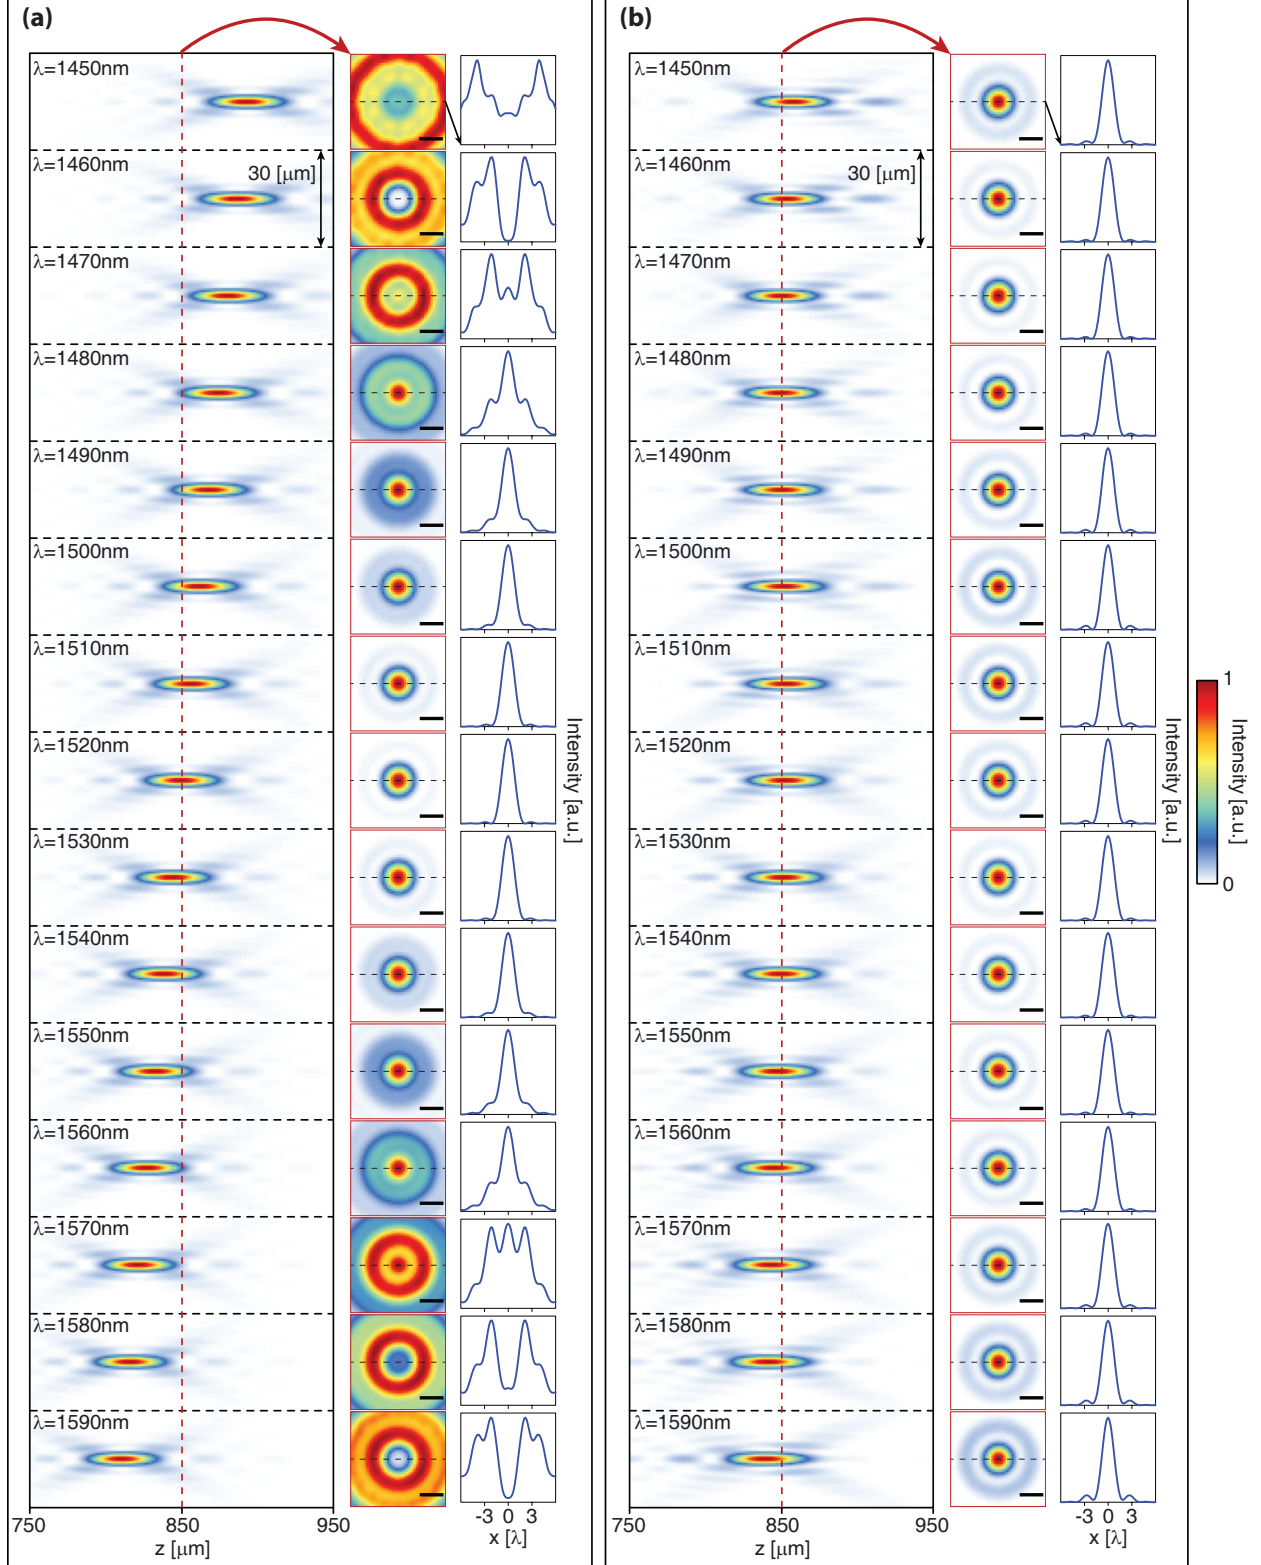 (a)
λ=1450nm
λ=1460nm
30 [μm]
λ=1470nm
λ=1480nm
λ=1490nm
λ=1500nm
λ=1510nm
λ=1520nm
λ=1530nm
λ=1540nm
λ=1550nm
λ=1560nm
λ=1570nm
λ=1580nm
λ=1590nm
750 850 950
z [μm]
-3 0 3
x [λ]
Intensity [a.u.]
(b)
λ=1450nm
λ=1460nm
30 [μm]
λ=1470nm
λ=1480nm
λ=1490nm
λ=1500nm
λ=1510nm
λ=1520nm
λ=1530nm
λ=1540nm
λ=1550nm
λ=1560nm
λ=1570nm
λ=1580nm
λ=1590nm
750 850 950
z [μm]
-3 0 3
x [λ]
Intensity [a.u.]
1
0
Intensity [a.u.]